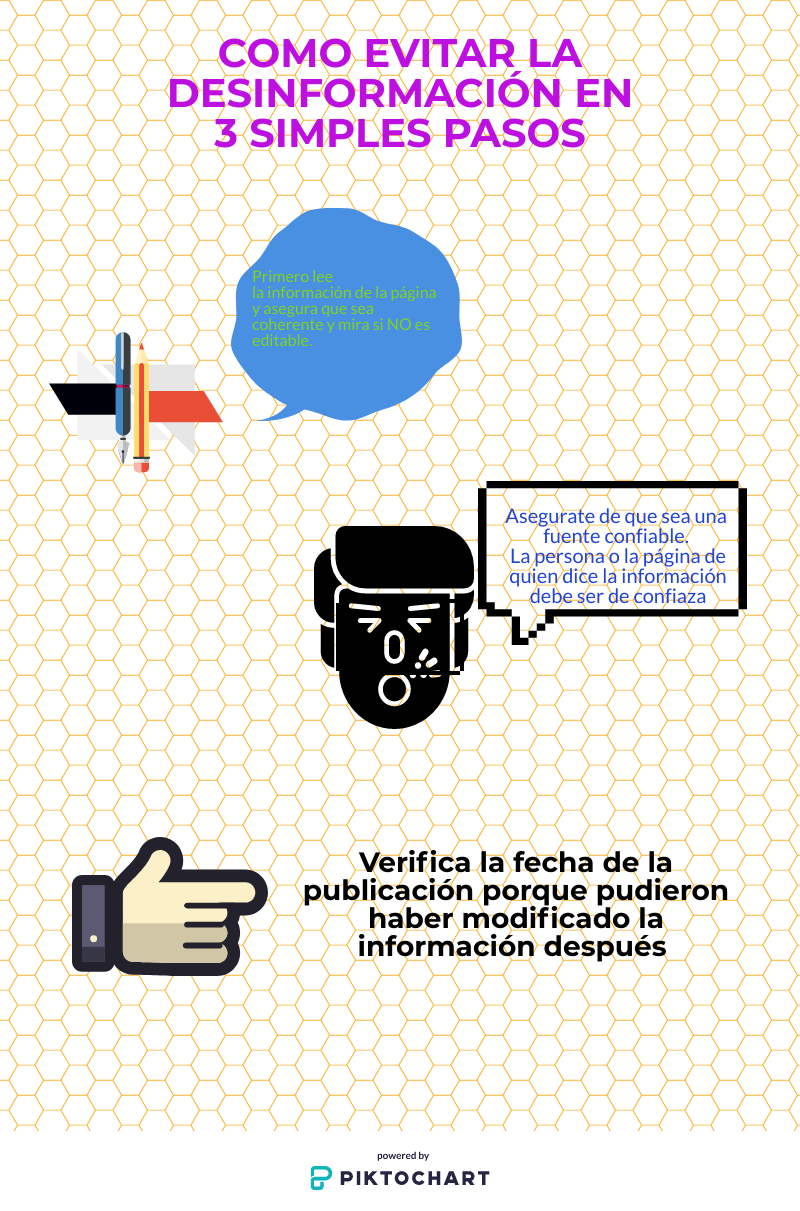 COMO EVITAR LA
DESINFORMACIÓN EN
3 SIMPLES PASOS
Primero lee
la información de la página
y asegura que sea
coherente y mira si NO es
editable.
Asegurate de que sea una
fuente confiable.
La persona o la página de
quien dice la información
debe ser de confiaza
Verifica la fecha de la
publicación porque pudieron
haber modificado la
información después
powered by
PIKTOCHART